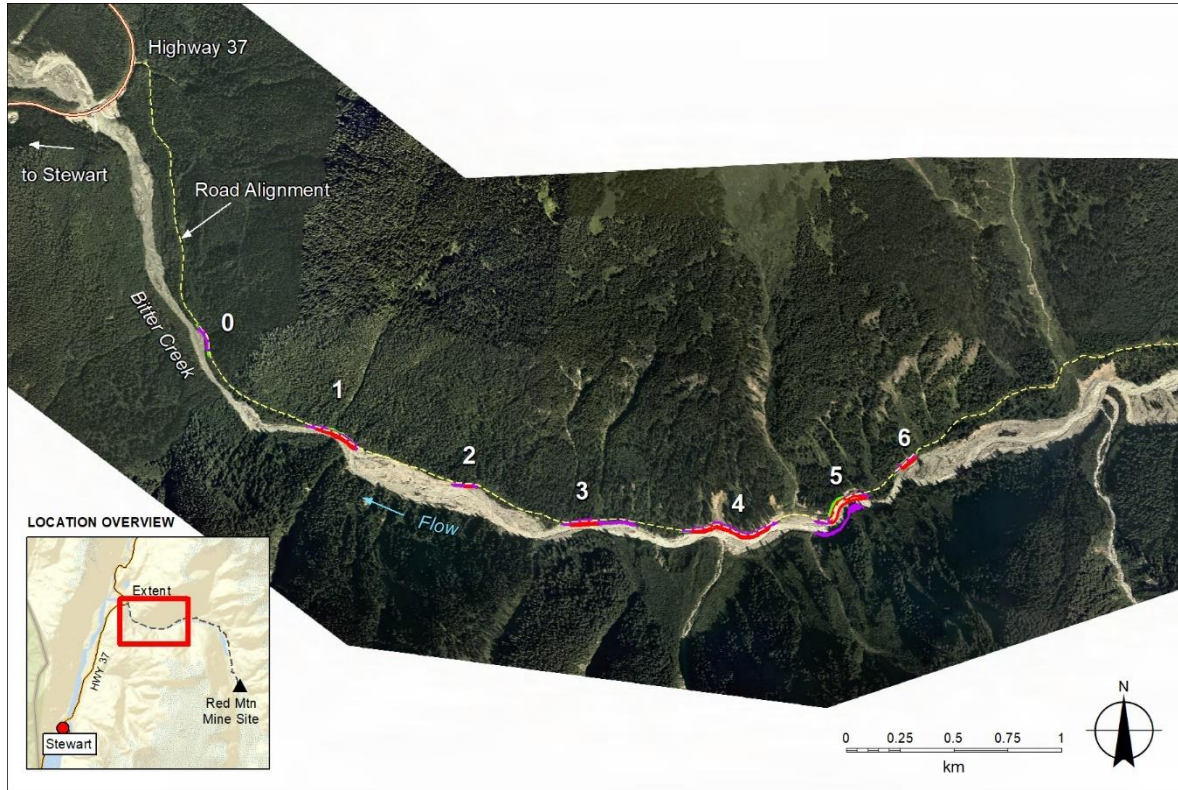 Highway 37
to Stewart
Road Alignment
Bitter Creek
0
1
2
3
4
5
6
Flow
LOCATION OVERVIEW
Extent
HWY 37
Red Mtn
Mine Site
Stewart
N
0 0.25 0.5 0.75 1
km